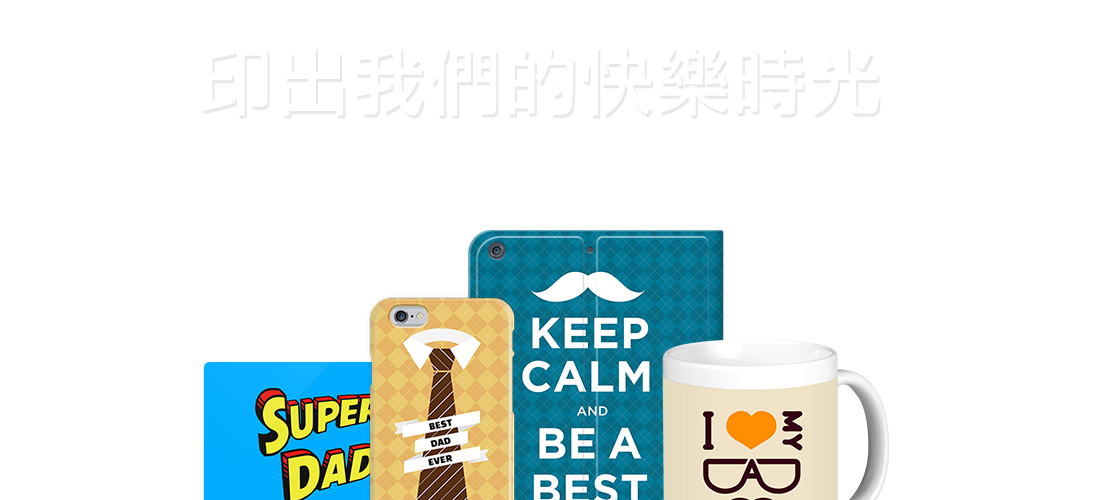 印出我們的快樂時光
SUPER
DAD
BEST
DAD
EVER
KEEP
CALM
AND
BE A
BEST
I MY
DAD